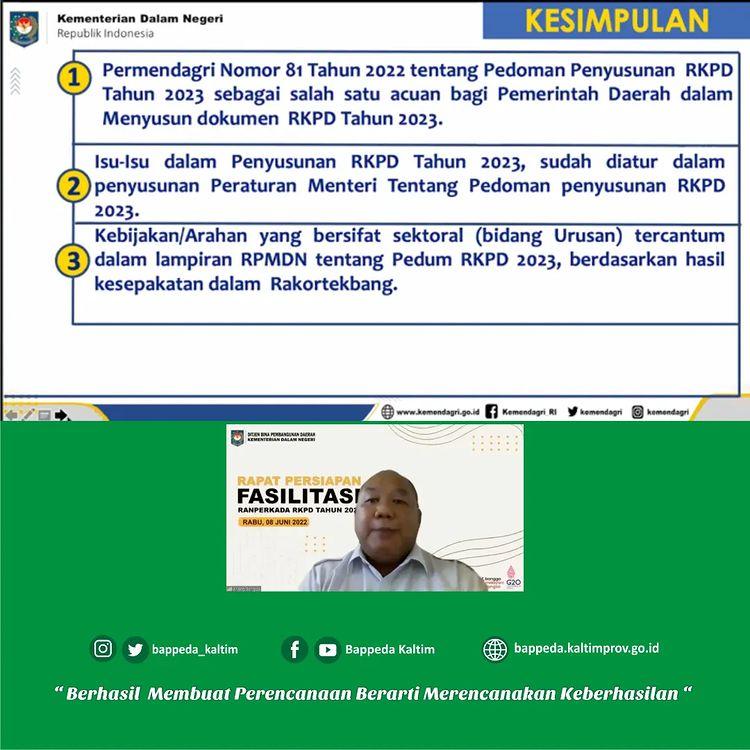 Kementerian Dalam Negeri
Republik Indonesia
KESIMPULAN
1
Permendagri Nomor 81 Tahun 2022 tentang Pedoman Penyusunan RKPD
Tahun 2023 sebagai salah satu acuan bagi Pemerintah Daerah dalam
Menyusun dokumen RKPD Tahun 2023.
2
Isu-Isu dalam Penyusunan RKPD Tahun 2023, sudah diatur dalam
penyusunan Peraturan Menteri Tentang Pedoman penyusunan RKPD
2023.
3
Kebijakan/Arahan yang bersifat sektoral (bidang Urusan) tercantum
dalam lampiran RPMDN tentang Pedum RKPD 2023, berdasarkan hasil
kesepakatan dalam Rakortekbang.
www.kemendagri.go.id Kemendagri_RI kemendagri kemendagri
DITJEN BINA PEMBANGUNAN DAERAH
KEMENTERIAN DALAM NEGERI
RAPAT PERSIAPAN
FASILITASI
RANPERKADA RKPD TAHUN
RABU, 08 JUNI 2022
G20
bappeda_kaltim Bappeda Kaltim bappeda.kaltimprov.go.id
“ Berhasil Membuat Perencanaan Berarti Merencanakan Keberhasilan “